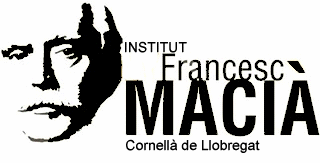 INSTITUT
Francesc
MACIÀ
Cornellà de Llobregat